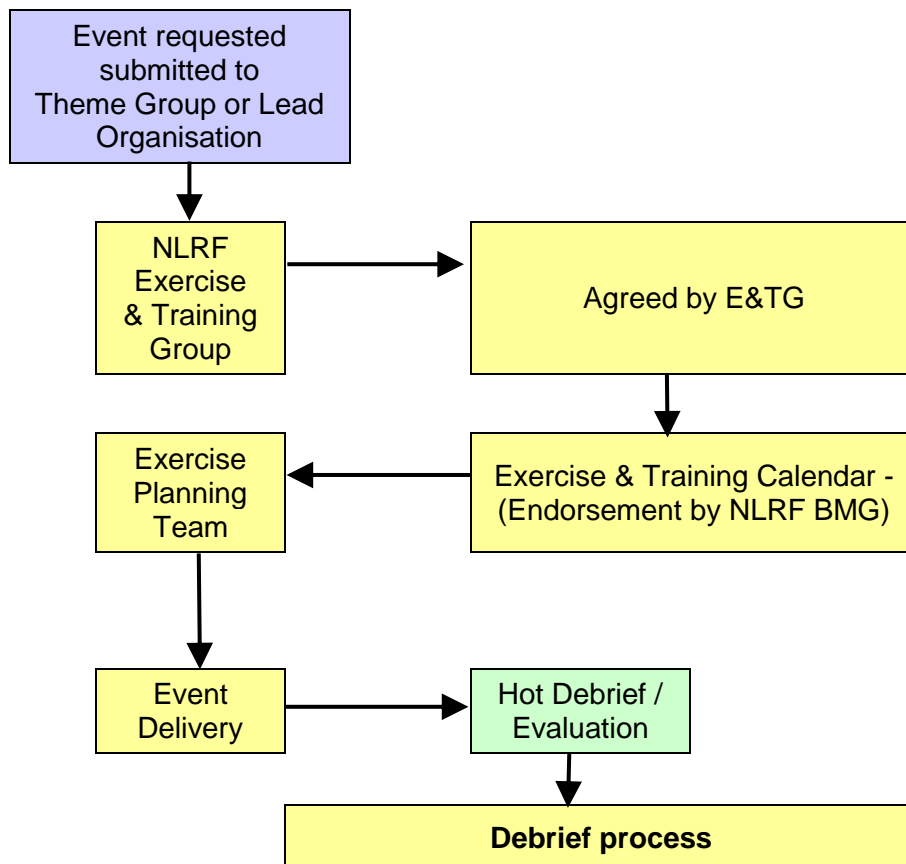 Event requested
submitted to
Theme Group or Lead
Organisation
NLRF
Exercise
& Training
Group
Agreed by E&TG
Exercise
Planning
Team
Exercise & Training Calendar -
(Endorsement by NLRF BMG)
Event
Delivery
Hot Debrief /
Evaluation
Debrief process